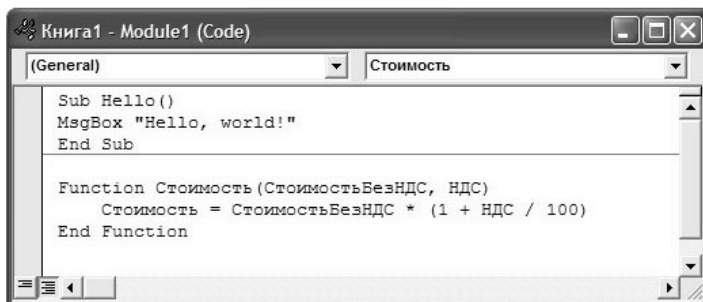 Книга1 - Module1 (Code)
(General) Стоимость
Sub Hello()
MsgBox "Hello, world!"
End Sub
Function Стоимость(СтоимостьБезНДС, НДС)
Стоимость = СтоимостьБезНДС * (1 + НДС / 100)
End Function